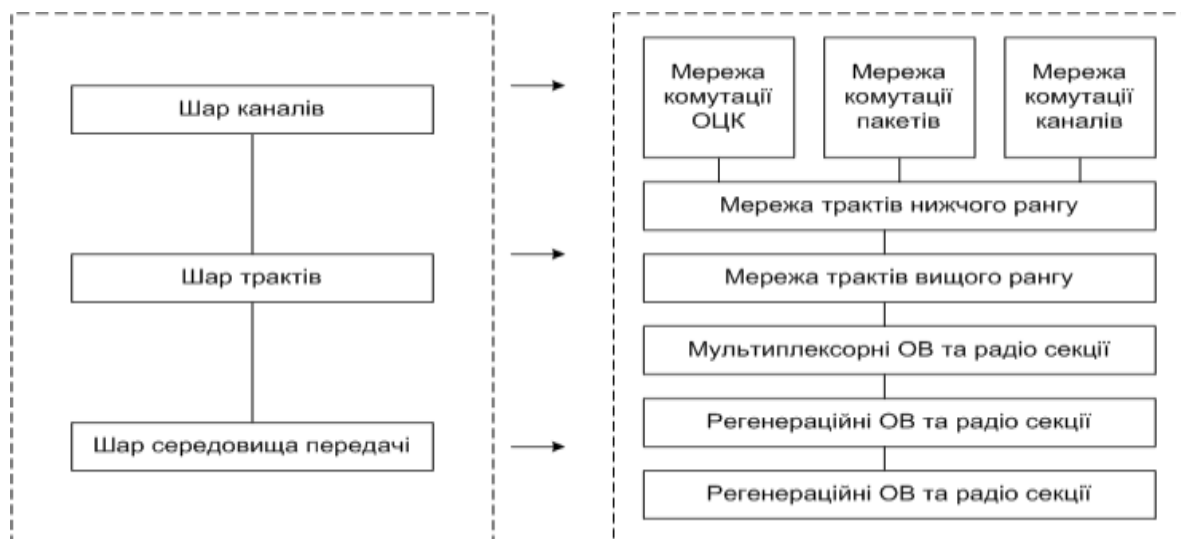 Шар каналів
Шар трактів
Шар середовища передачі
Мережа
комутації
ОЦК
Мережа
комутації
пакетів
Мережа
комутації
каналів
Мережа трактів нижчого рангу
Мережа трактів вищого рангу
Мультиплексорні ОВ та радіо секції
Регенераційні ОВ та радіо секції
Регенераційні ОВ та радіо секції